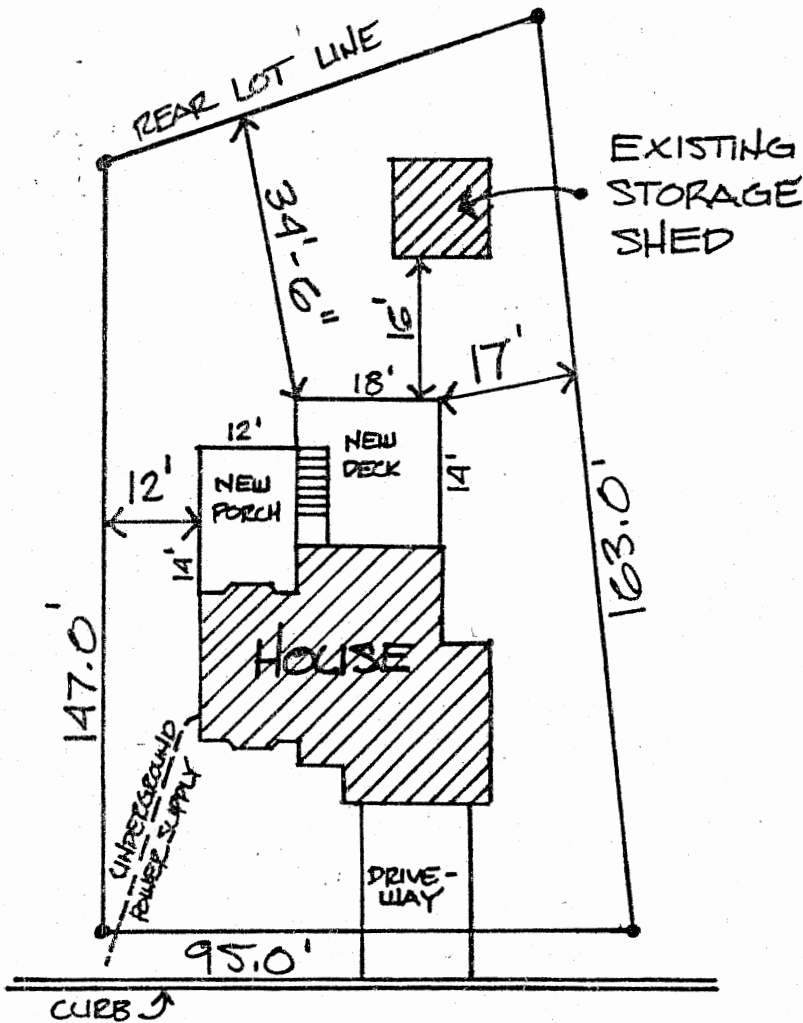 REAR LOT LINE
EXISTING
STORAGE
SHED
34'-6"
16'
17'
18'
12'
NEW
DECK
12'
NEW
PORCH
14'
14'
163.0'
HOUSE
147.0'
UNDERGROUND
POWER SUPPLY
DRIVE-
WAY
95.0'
CURB